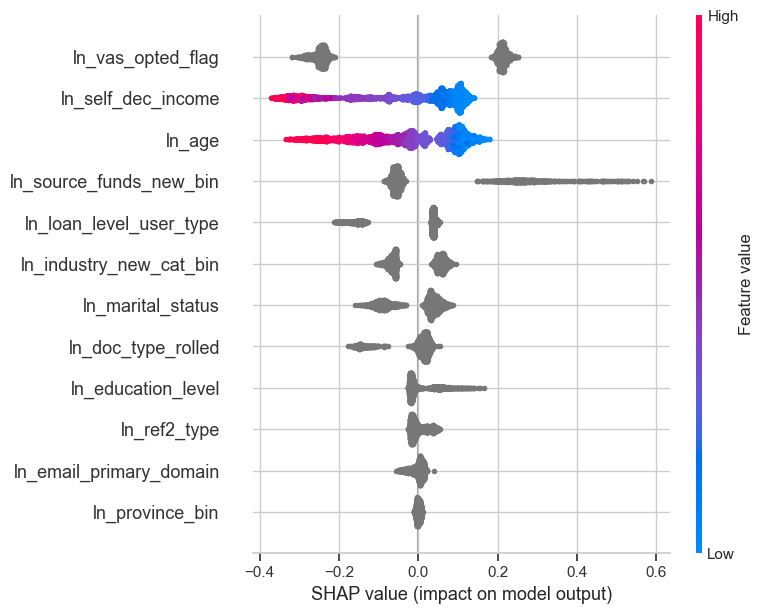 High
ln_vas_opted_flag
ln_self_dec_income
ln_age
ln_source_funds_new_bin
ln_loan_level_user_type
ln_industry_new_cat_bin
ln_marital_status
ln_doc_type_rolled
ln_education_level
ln_ref2_type
ln_email_primary_domain
ln_province_bin
Feature value
Low
−0.4 −0.2 0.0 0.2 0.4 0.6
SHAP value (impact on model output)